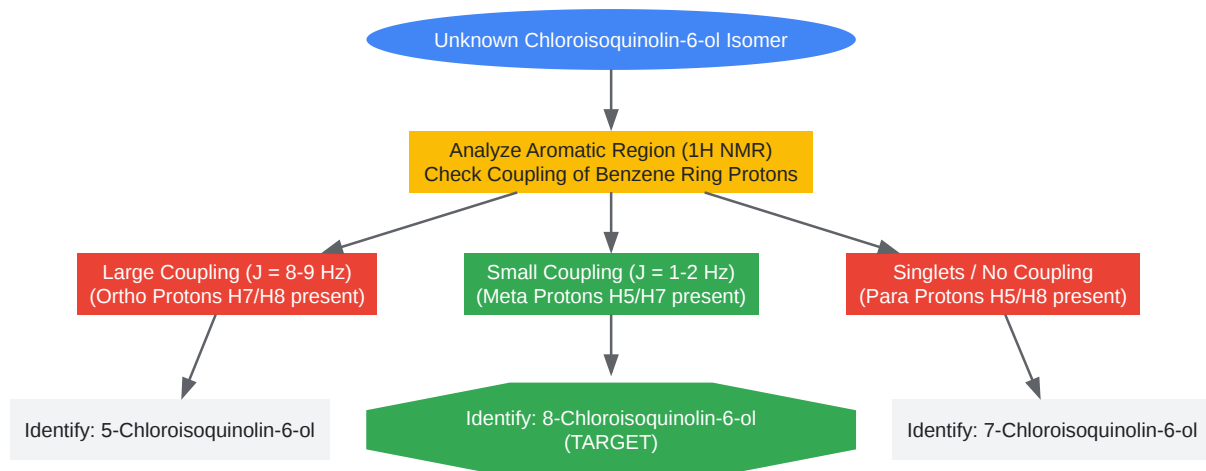 Unknown Chloroisoquinolin-6-ol Isomer
Analyze Aromatic Region (1H NMR)
Check Coupling of Benzene Ring Protons
Large Coupling (J = 8-9 Hz)
(Ortho Protons H7/H8 present)
Small Coupling (J = 1-2 Hz)
(Meta Protons H5/H7 present)
Singlets / No Coupling
(Para Protons H5/H8 present)
Identify: 5-Chloroisoquinolin-6-ol
Identify: 8-Chloroisoquinolin-6-ol
(TARGET)
Identify: 7-Chloroisoquinolin-6-ol